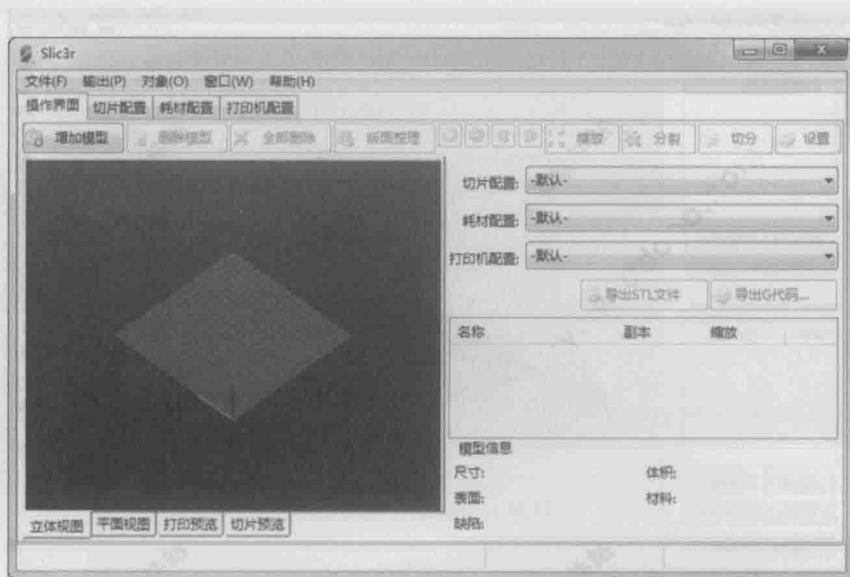 Slic3r
文件(F) 输出(P) 对象(O) 窗口(W) 帮助(H)
操作界面 切片配置 耗材配置 打印机配置
增加模型 删除模型 全部删除 版面整理 缩放 分裂 切分 设置
切片配置: -默认-
耗材配置: -默认-
打印机配置: -默认-
导出STL文件 导出G代码...
名称 副本 缩放
模型信息
尺寸: 体积:
表面: 材料:
缺陷:
立体视图 平面视图 打印预览 切片预览